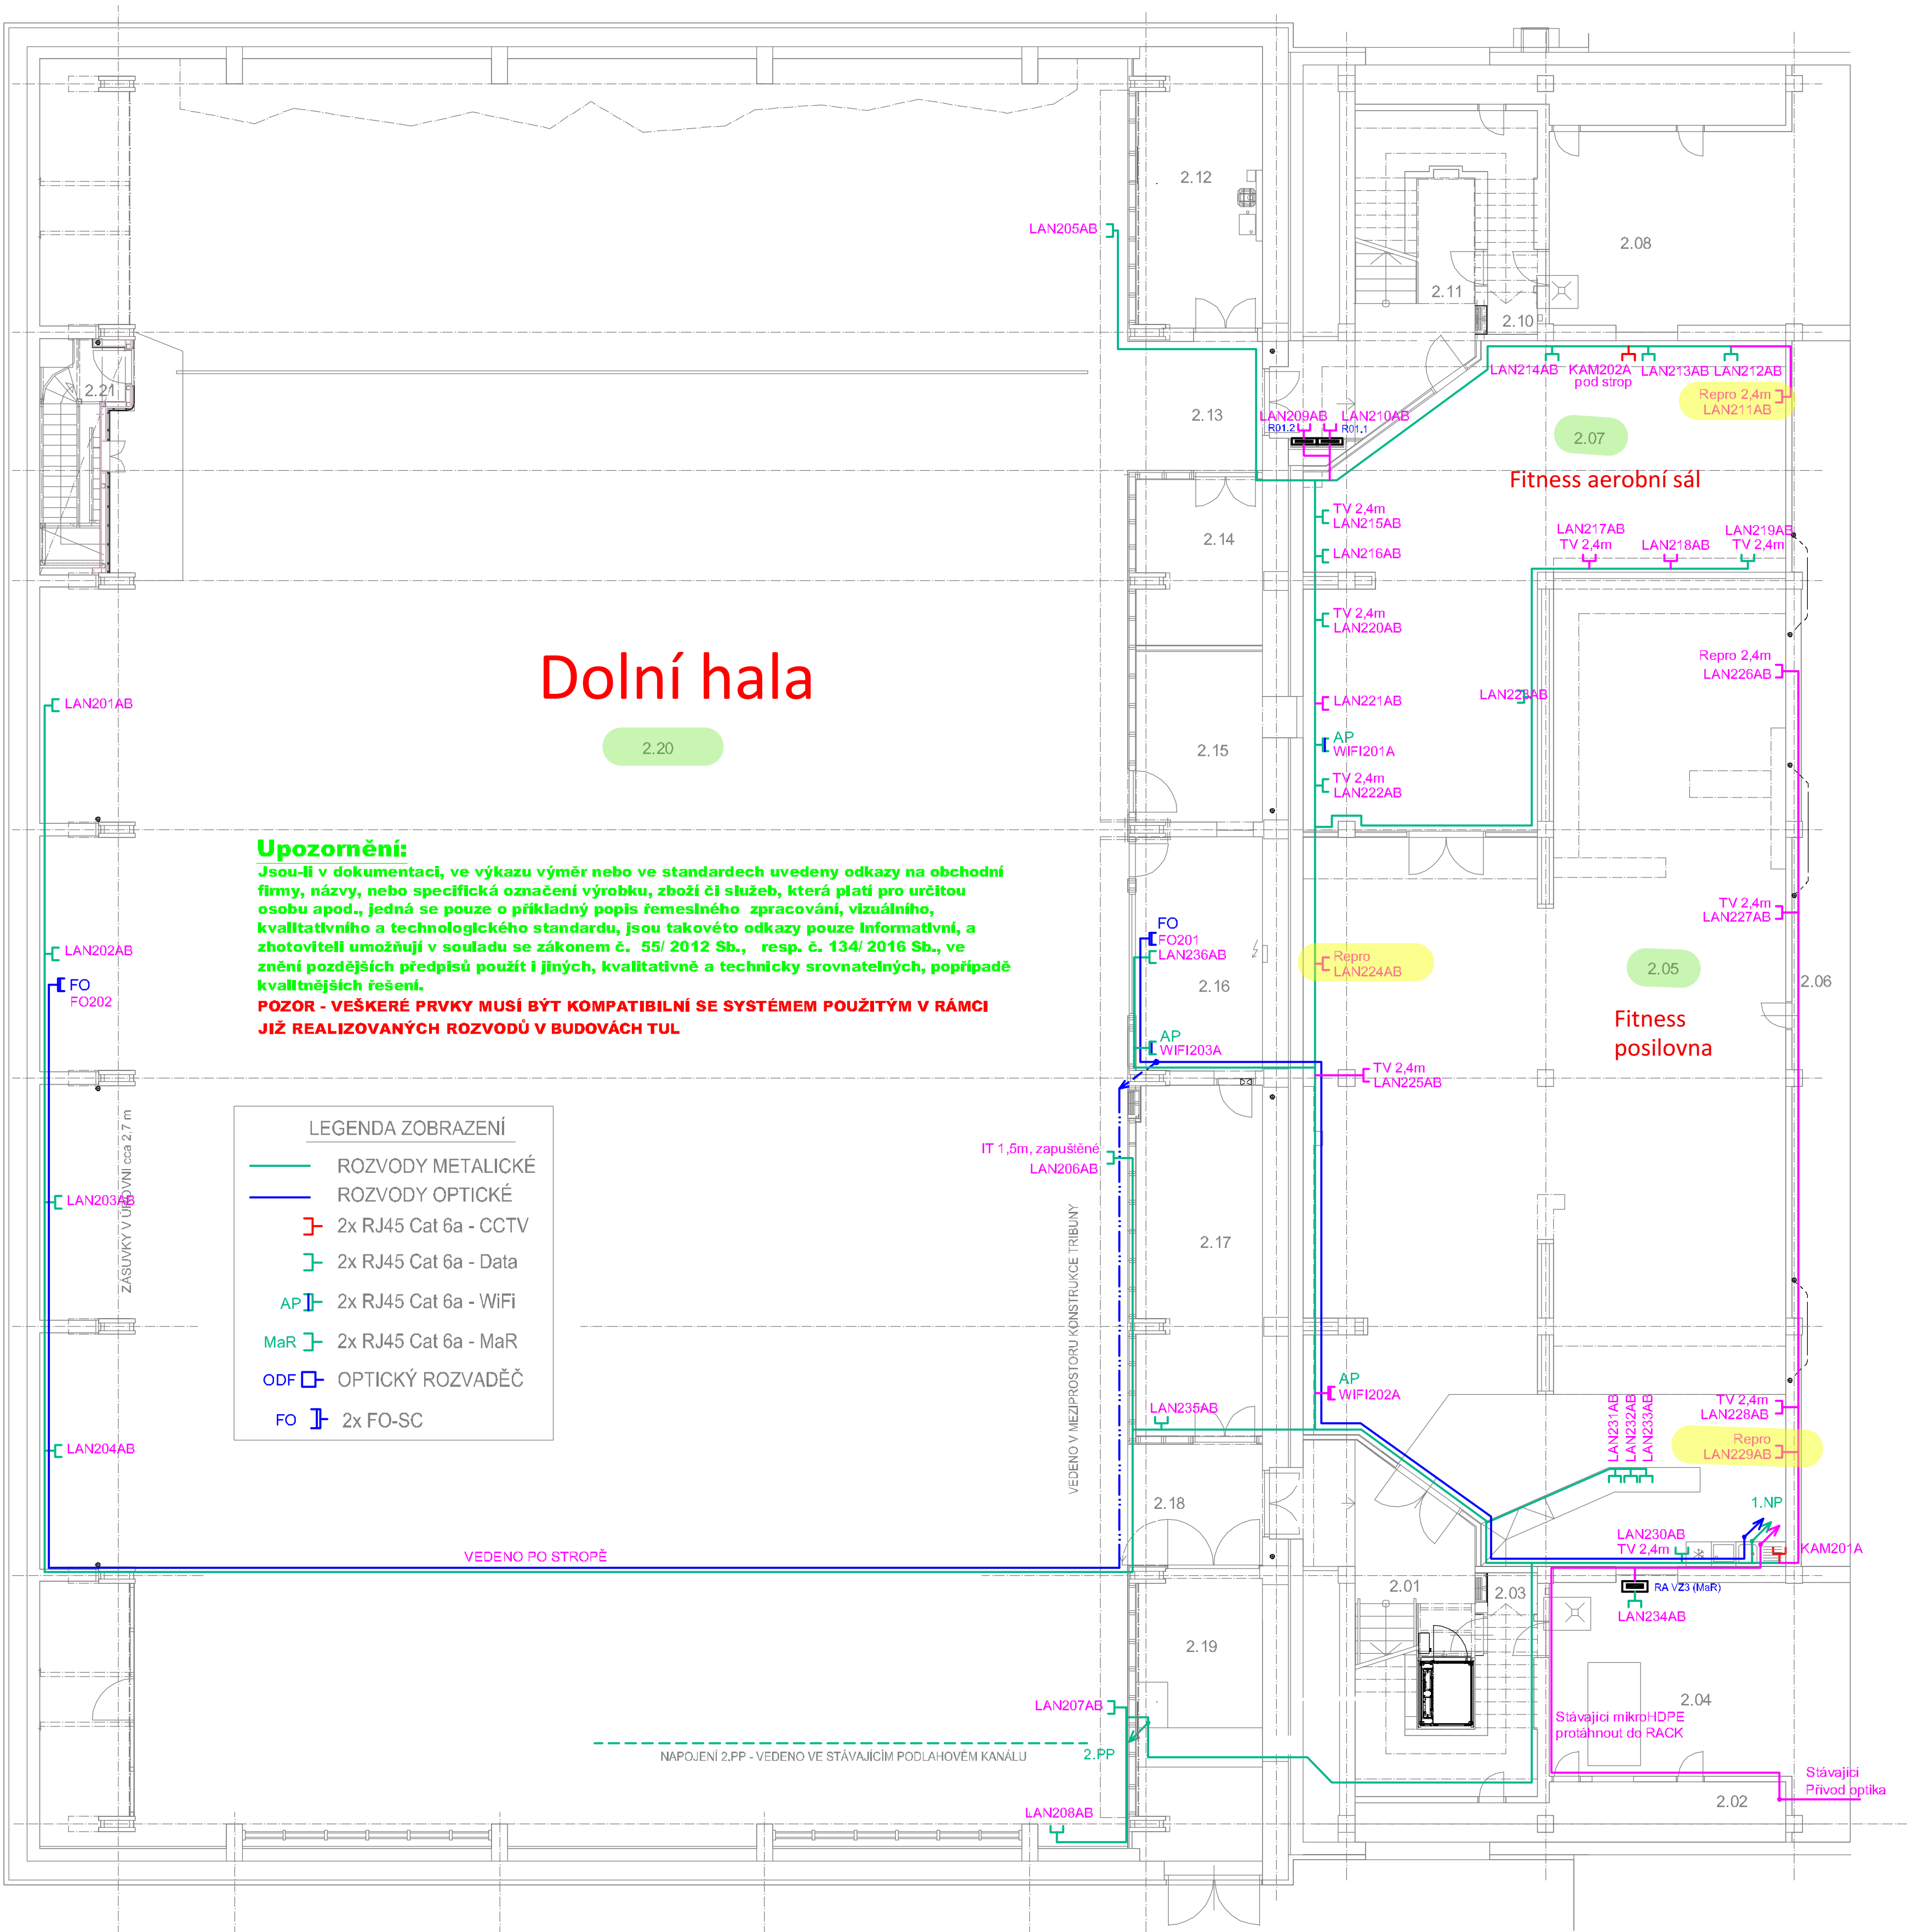 2.12
LAN205AB
2.08
2.11
2.10
2.21
LAN214AB
KAM202A
pod strop
LAN213AB
LAN212AB
Repro 2,4m
LAN211AB
2.13
LAN209AB
LAN210AB
R01.2
R01.1
2.07
Fitness aerobní sál
TV 2,4m
LAN215AB
2.14
LAN216AB
LAN217AB
TV 2,4m
LAN218AB
LAN219AB
TV 2,4m
TV 2,4m
LAN220AB
Dolní hala
Repro 2,4m
LAN226AB
LAN201AB
LAN221AB
LAN223AB
2.20
2.15
AP
WIFI201A
TV 2,4m
LAN222AB
Upozornění:
Jsou-li v dokumentaci, ve výkazu výměr nebo ve standardech uvedeny odkazy na obchodní
firmy, názvy, nebo specifická označení výrobku, zboží či služeb, která platí pro určitou
osobu apod., jedná se pouze o příkladný popis řemeslného zpracování, vizuálního,
kvalitativního a technologického standardu, jsou takovéto odkazy pouze informativní, a
zhotoviteli umožňují v souladu se zákonem č. 55/ 2012 Sb., resp. č. 134/ 2016 Sb., ve
znění pozdějších předpisů použít i jiných, kvalitativně a technicky srovnatelných, popřípadě
kvalitnějších řešení.
POZOR - VEŠKERÉ PRVKY MUSÍ BÝT KOMPATIBILNÍ SE SYSTÉMEM POUŽITÝM V RÁMCI
JIŽ REALIZOVANÝCH ROZVODŮ V BUDOVÁCH TUL
TV 2,4m
LAN227AB
LAN202AB
FO
FO202
FO
FO201
LAN236AB
2.16
Repro
LAN224AB
2.05
2.06
Fitness
posilovna
AP
WIFI203A
TV 2,4m
LAN225AB
ZÁSUVKY V ÚROVNI cca 2,7 m
LAN203AB
LEGENDA ZOBRAZENÍ
ROZVODY METALICKÉ
ROZVODY OPTICKÉ
2x RJ45 Cat 6a - CCTV
2x RJ45 Cat 6a - Data
AP 2x RJ45 Cat 6a - WiFi
MaR 2x RJ45 Cat 6a - MaR
ODF OPTICKÝ ROZVADĚČ
FO 2x FO-SC
IT 1,5m, zapuštěné
LAN206AB
VEDENO V MEZIPROSTORU KONSTRUKCE TRIBUNY
2.17
AP
WIFI202A
LAN235AB
LAN204AB
LAN231AB
LAN232AB
LAN233AB
TV 2,4m
LAN228AB
Repro
LAN229AB
2.18
1.NP
LAN230AB
TV 2,4m
KAM201A
VEDENO PO STROPĚ
2.01
2.03
RA VZ3 (MaR)
LAN234AB
2.19
2.04
LAN207AB
Stávající mikroHDPE
protáhnout do RACK
NAPOJENÍ 2.PP - VEDENO VE STÁVAJÍCÍM PODLAHOVÉM KANÁLU
2.PP
Stávající
Přívod optika
2.02
LAN208AB